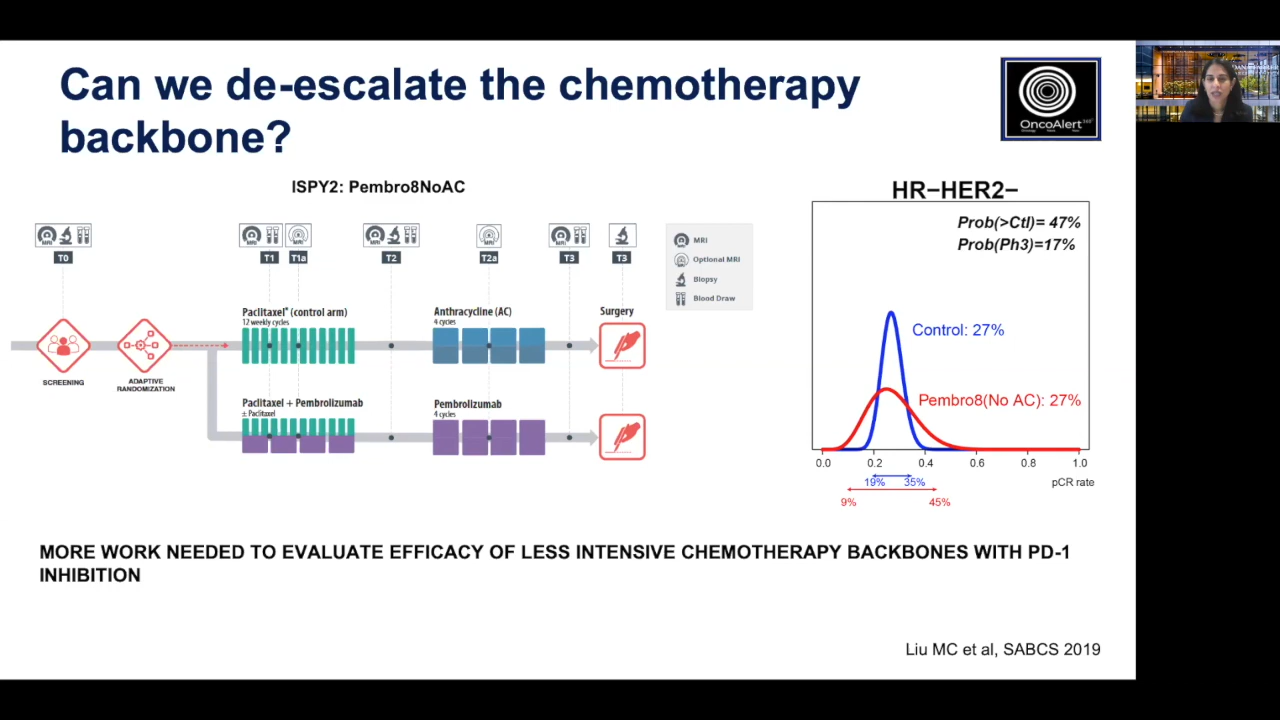 Can we de-escalate the chemotherapy
backbone?
OncoAlert
ISPY2: Pembro8NoAC
T0
T1
T1a
T2
T2a
T3
T3
MRI
Optional MRI
Biopsy
Blood Draw
Paclitaxel* (control arm)
12 weekly cycles
Anthracycline (AC)
4 cycles
Surgery
SCREENING
ADAPTIVE
RANDOMIZATION
Paclitaxel + Pembrolizumab
± Paclitaxel
Pembrolizumab
4 cycles
HR−HER2−
Prob(>Ctl)= 47%
Prob(Ph3)=17%
Control: 27%
Pembro8(No AC): 27%
0.0 0.2 0.4 0.6 0.8 1.0
19% 35% pCR rate
9% 45%
MORE WORK NEEDED TO EVALUATE EFFICACY OF LESS INTENSIVE CHEMOTHERAPY BACKBONES WITH PD-1
INHIBITION
Liu MC et al, SABCS 2019